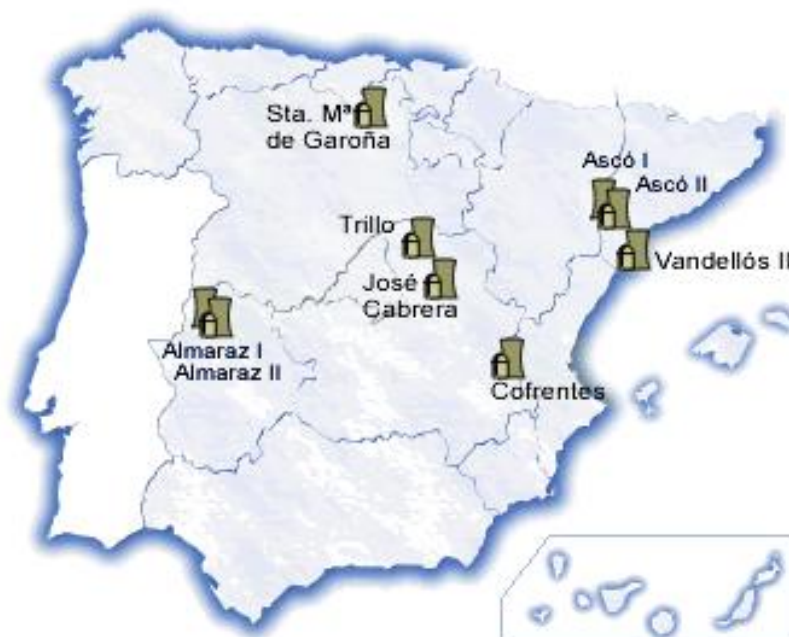 Sta. Mª
de Garoña
Ascó I
Ascó II
Trillo
Vandellós II
José
Cabrera
Almaraz I
Almaraz II
Cofrentes